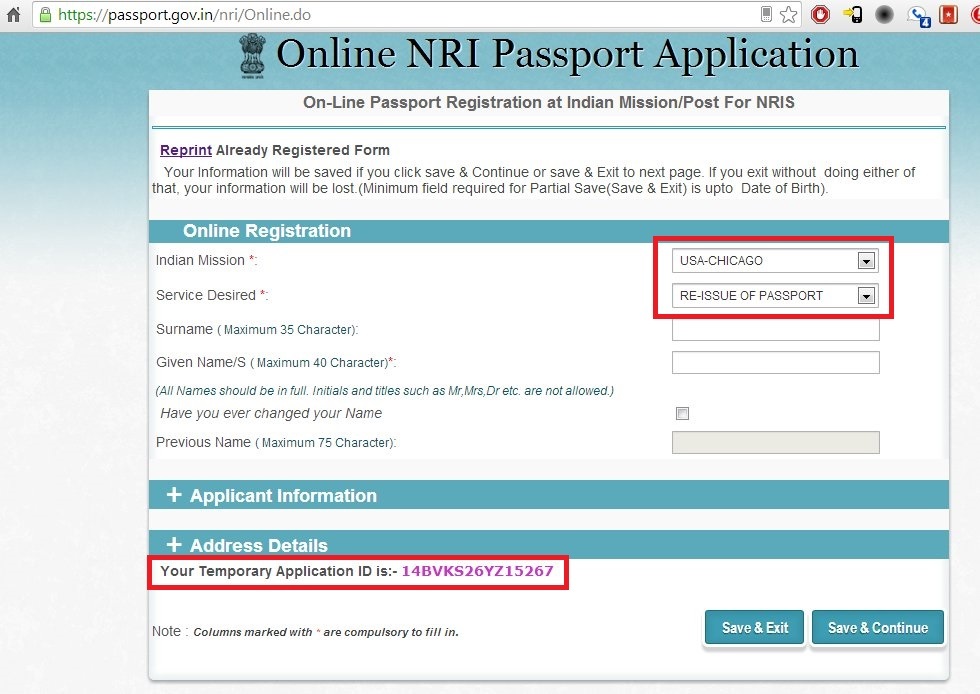 https://passport.gov.in/nri/Online.do
4
Online NRI Passport Application
On-Line Passport Registration at Indian Mission/Post For NRIS
Reprint Already Registered Form
Your Information will be saved if you click save & Continue or save & Exit to next page. If you exit without doing either of
that, your information will be lost.(Minimum field required for Partial Save(Save & Exit) is upto Date of Birth).
Online Registration
Indian Mission *: USA-CHICAGO
Service Desired *: RE-ISSUE OF PASSPORT
Surname ( Maximum 35 Character):
Given Name/S ( Maximum 40 Character)*:
(All Names should be in full. Initials and titles such as Mr,Mrs,Dr etc. are not allowed.)
Have you ever changed your Name
Previous Name ( Maximum 75 Character):
+ Applicant Information
+ Address Details
Your Temporary Application ID is:- 14BVKS26YZ15267
Note : Columns marked with * are compulsory to fill in.
Save & Exit Save & Continue